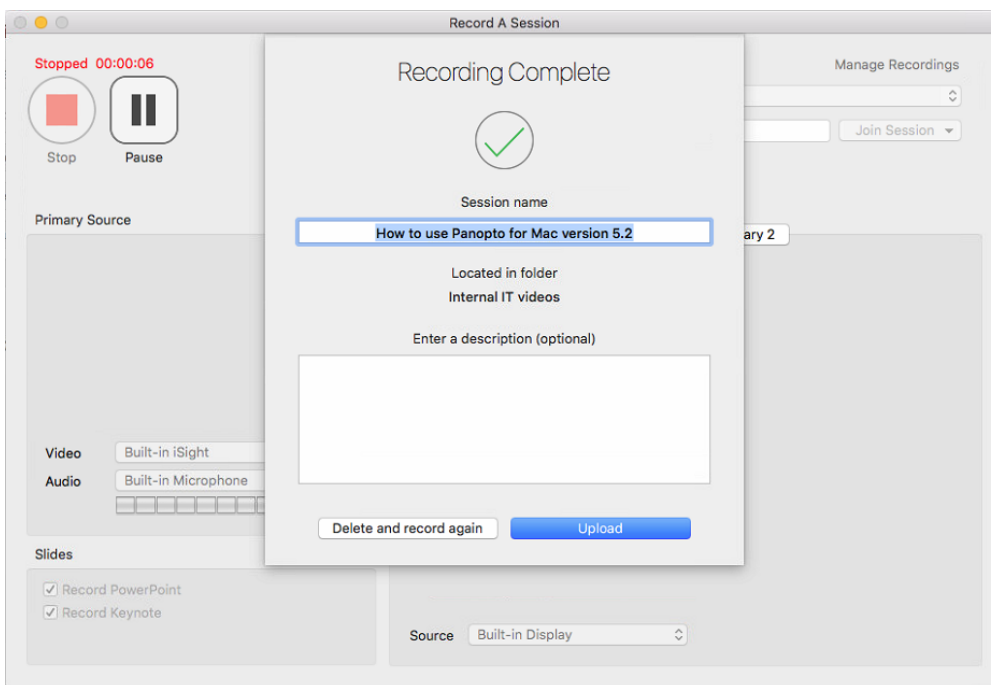 Record A Session
Stopped 00:00:06
Stop
Pause
Manage Recordings
Join Session
Primary Source
ary 2
Video
Built-in iSight
Audio
Built-in Microphone
Slides
Record PowerPoint
Record Keynote
Source
Built-in Display
Recording Complete
Session name
How to use Panopto for Mac version 5.2
Located in folder
Internal IT videos
Enter a description (optional)
Delete and record again
Upload